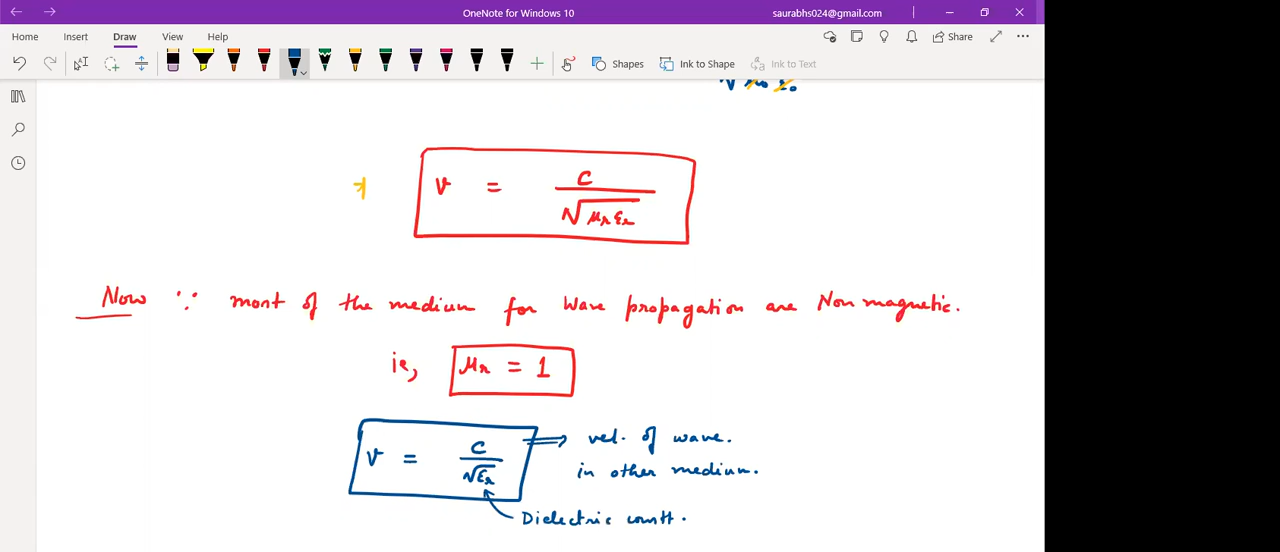 OneNote for Windows 10
saurabhs024@gmail.com
Home Insert Draw View Help
Share
Shapes Ink to Shape Ink to Text
√μ₀ε₀
* v = c / √μᵣεᵣ
Now ∵ most of the medium for wave propagation are Non magnetic.
ie, μᵣ = 1
v = c / √εᵣ ⇒ vel. of wave.
in other medium.
Dielectric constt.